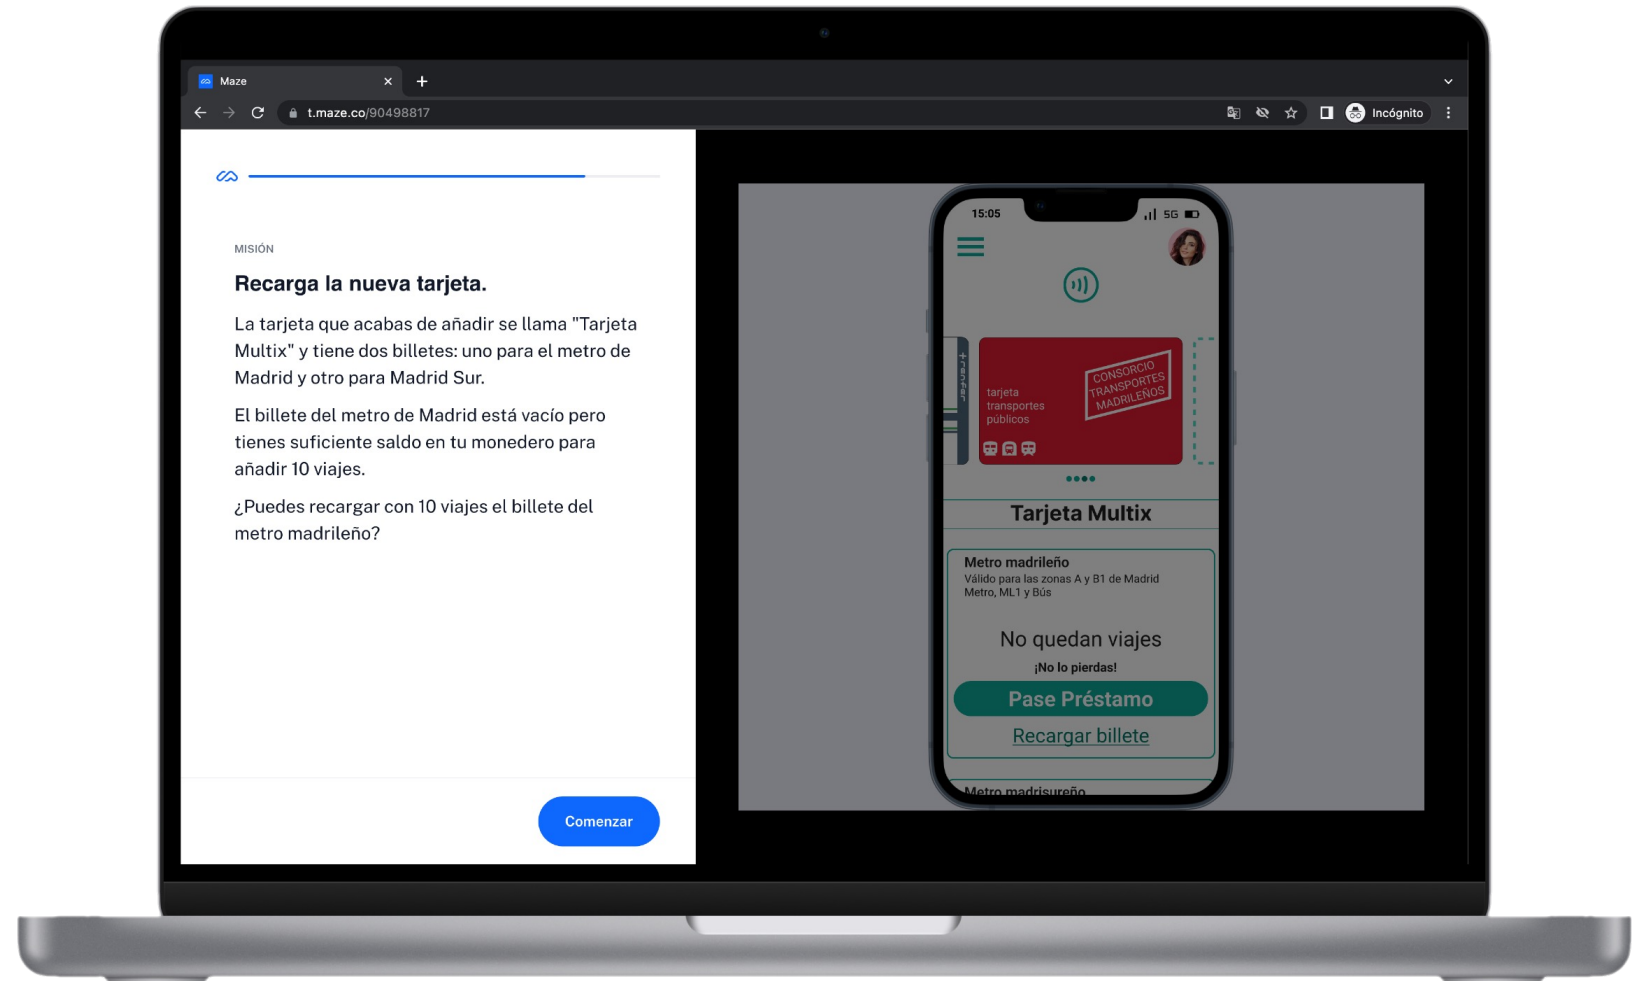 Maze
t.maze.co/90498817
Incógnito
MISIÓN
Recarga la nueva tarjeta.
La tarjeta que acabas de añadir se llama "Tarjeta
Multix" y tiene dos billetes: uno para el metro de
Madrid y otro para Madrid Sur.
El billete del metro de Madrid está vacío pero
tienes suficiente saldo en tu monedero para
añadir 10 viajes.
¿Puedes recargar con 10 viajes el billete del
metro madrileño?
Comenzar
15:05
5G
tarjeta
transportes
públicos
CONSORCIO
TRANSPORTES
MADRILEÑOS
Tarjeta Multix
Metro madrileño
Válido para las zonas A y B1 de Madrid
Metro, ML1 y Bús
No quedan viajes
¡No lo pierdas!
Pase Préstamo
Recargar billete
Metro madrisureño